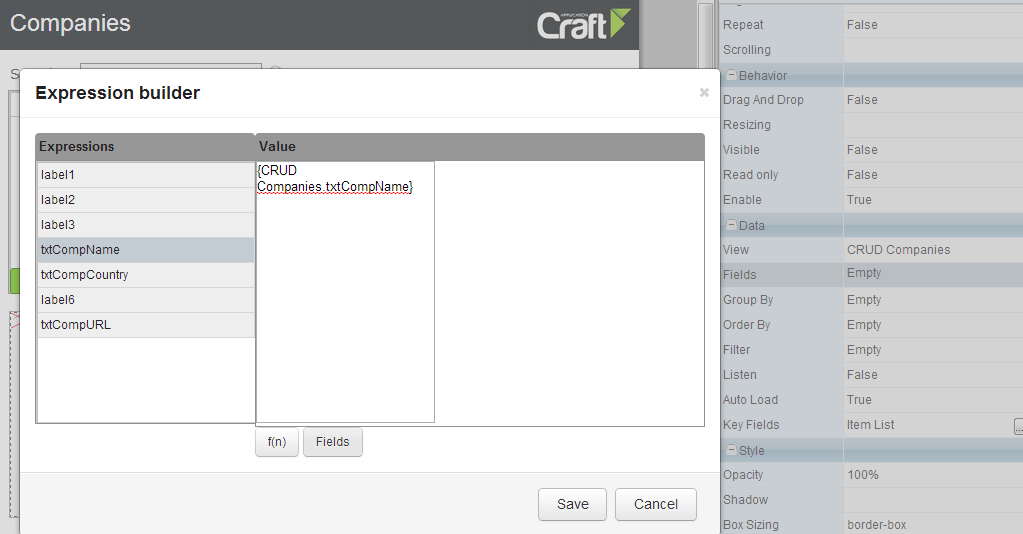 Companies
APPLICATION
Craft
S
Expression builder
×
Expressions
Value
label1
label2
label3
txtCompName
txtCompCountry
label6
txtCompURL
{CRUD
Companies.txtCompName}
f(n)
Fields
Save
Cancel
Repeat False
Scrolling
Behavior
Drag And Drop False
Resizing
Visible False
Read only False
Enable True
Data
View CRUD Companies
Fields Empty
Group By Empty
Order By Empty
Filter Empty
Listen False
Auto Load True
Key Fields Item List ...
Style
Opacity 100%
Shadow
Box Sizing border-box